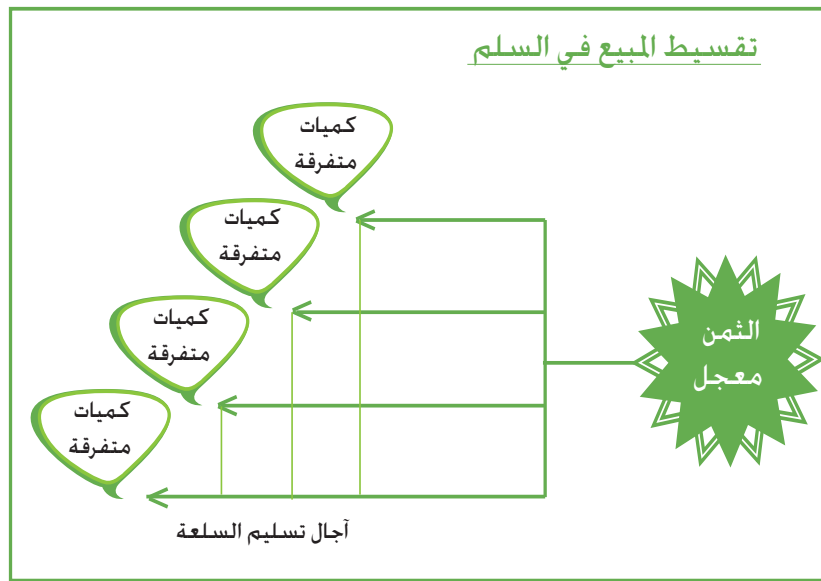 تقسيط المبيع في السلم
كميات
متفرقة
كميات
متفرقة
كميات
متفرقة
كميات
متفرقة
الثمن
معجل
آجال تسليم السلعة